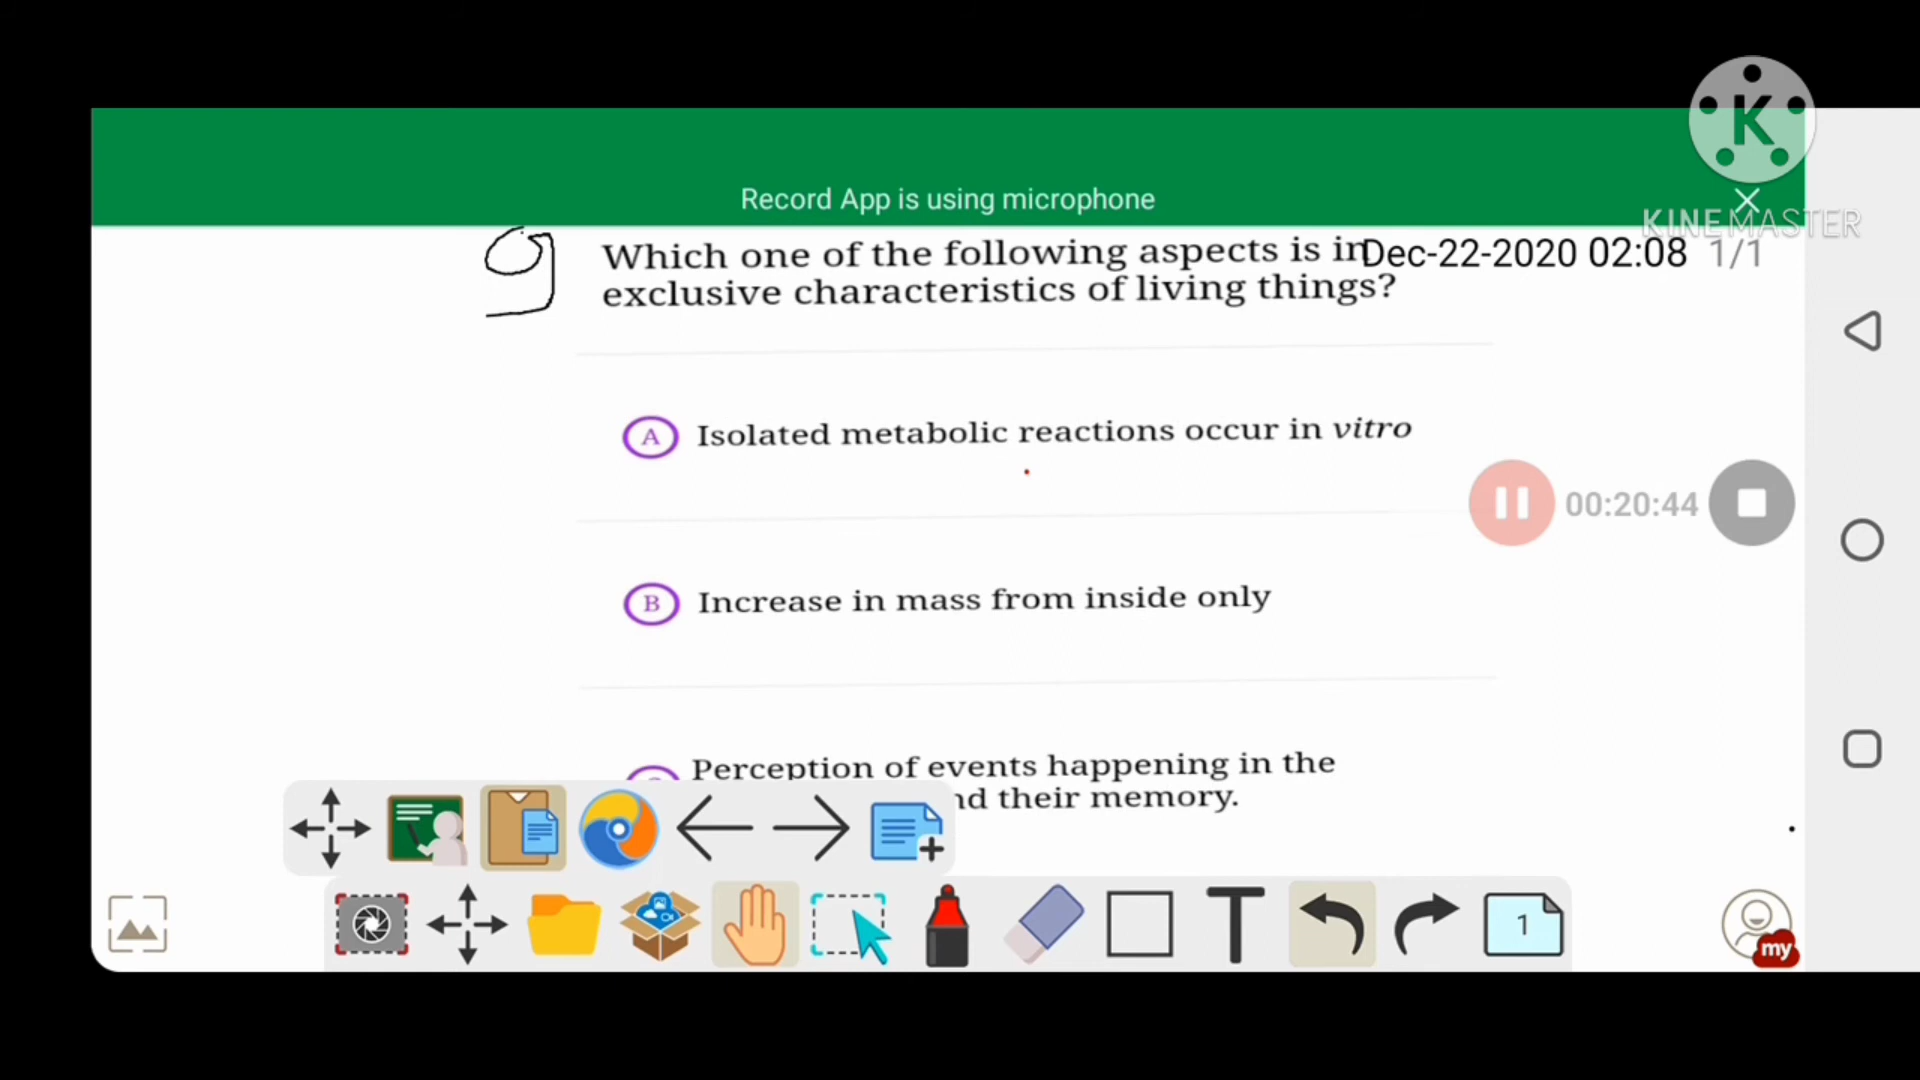 Record App is using microphone
KINEMASTER
9 Which one of the following aspects is in
Dec-22-2020 02:08 1/1
exclusive characteristics of living things?
A Isolated metabolic reactions occur in vitro
00:20:44
B Increase in mass from inside only
Perception of events happening in the
nd their memory.
1
my